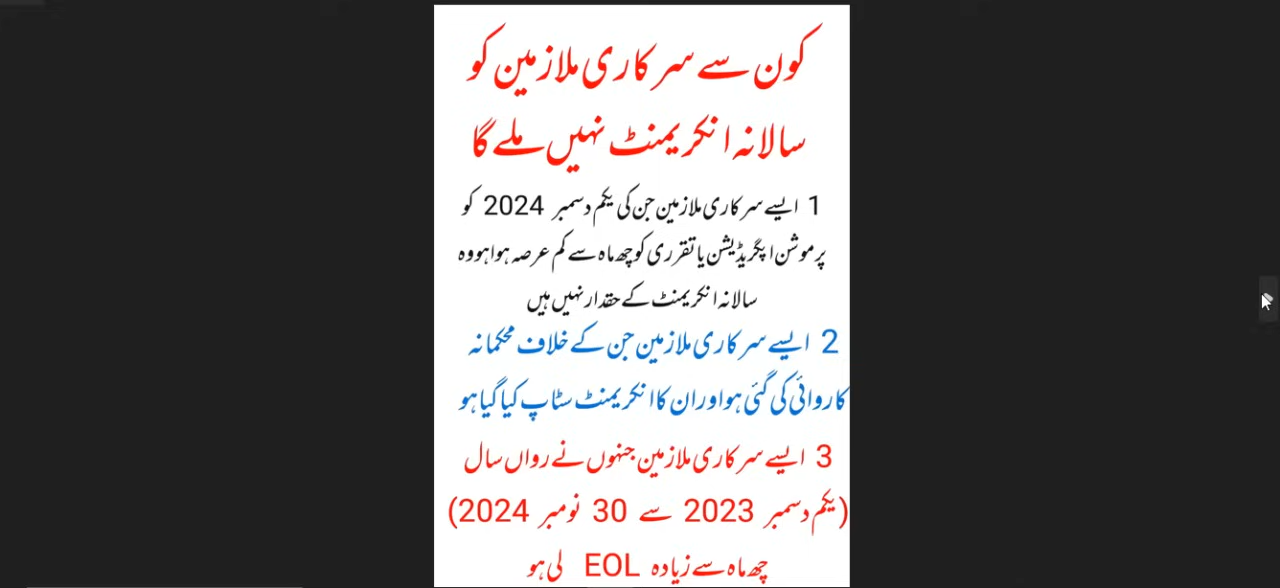 کون سے سرکاری ملازمین کو
سالانہ انکریمنٹ نہیں ملے گا
1 ایسے سرکاری ملازمین جن کی یکم دسمبر 2024 کو
پرموشن اپگریڈیشن یا تقرری کو چھ ماہ سے کم عرصہ ہوا ہو وہ
سالانہ انکریمنٹ کے حقدار نہیں ہیں
2 ایسے سرکاری ملازمین جن کے خلاف محکمانہ
کاروائی کی گئی ہو اور ان کا انکریمنٹ سٹاپ کیا گیا ہو
3 ایسے سرکاری ملازمین جنہوں نے رواں سال
(یکم دسمبر 2023 سے 30 نومبر 2024)
چھ ماہ سے زیادہ EOL لی ہو